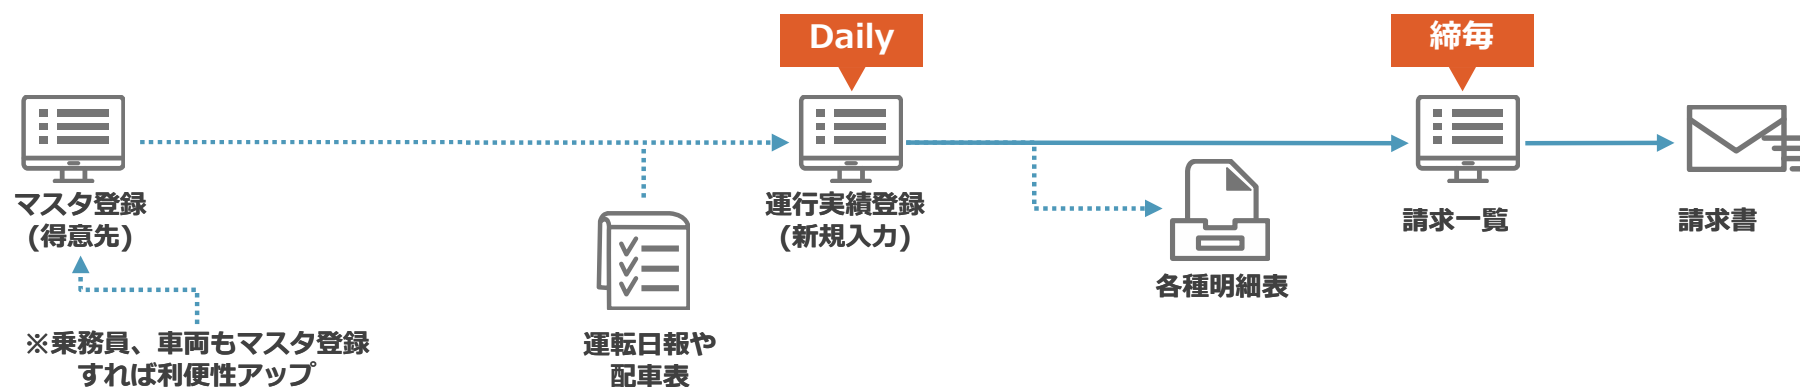 Daily
締毎
マスタ登録
(得意先)
運行実績登録
(新規入力)
請求一覧
請求書
各種明細表
※乗務員、車両もマスタ登録
すれば利便性アップ
運転日報や
配車表